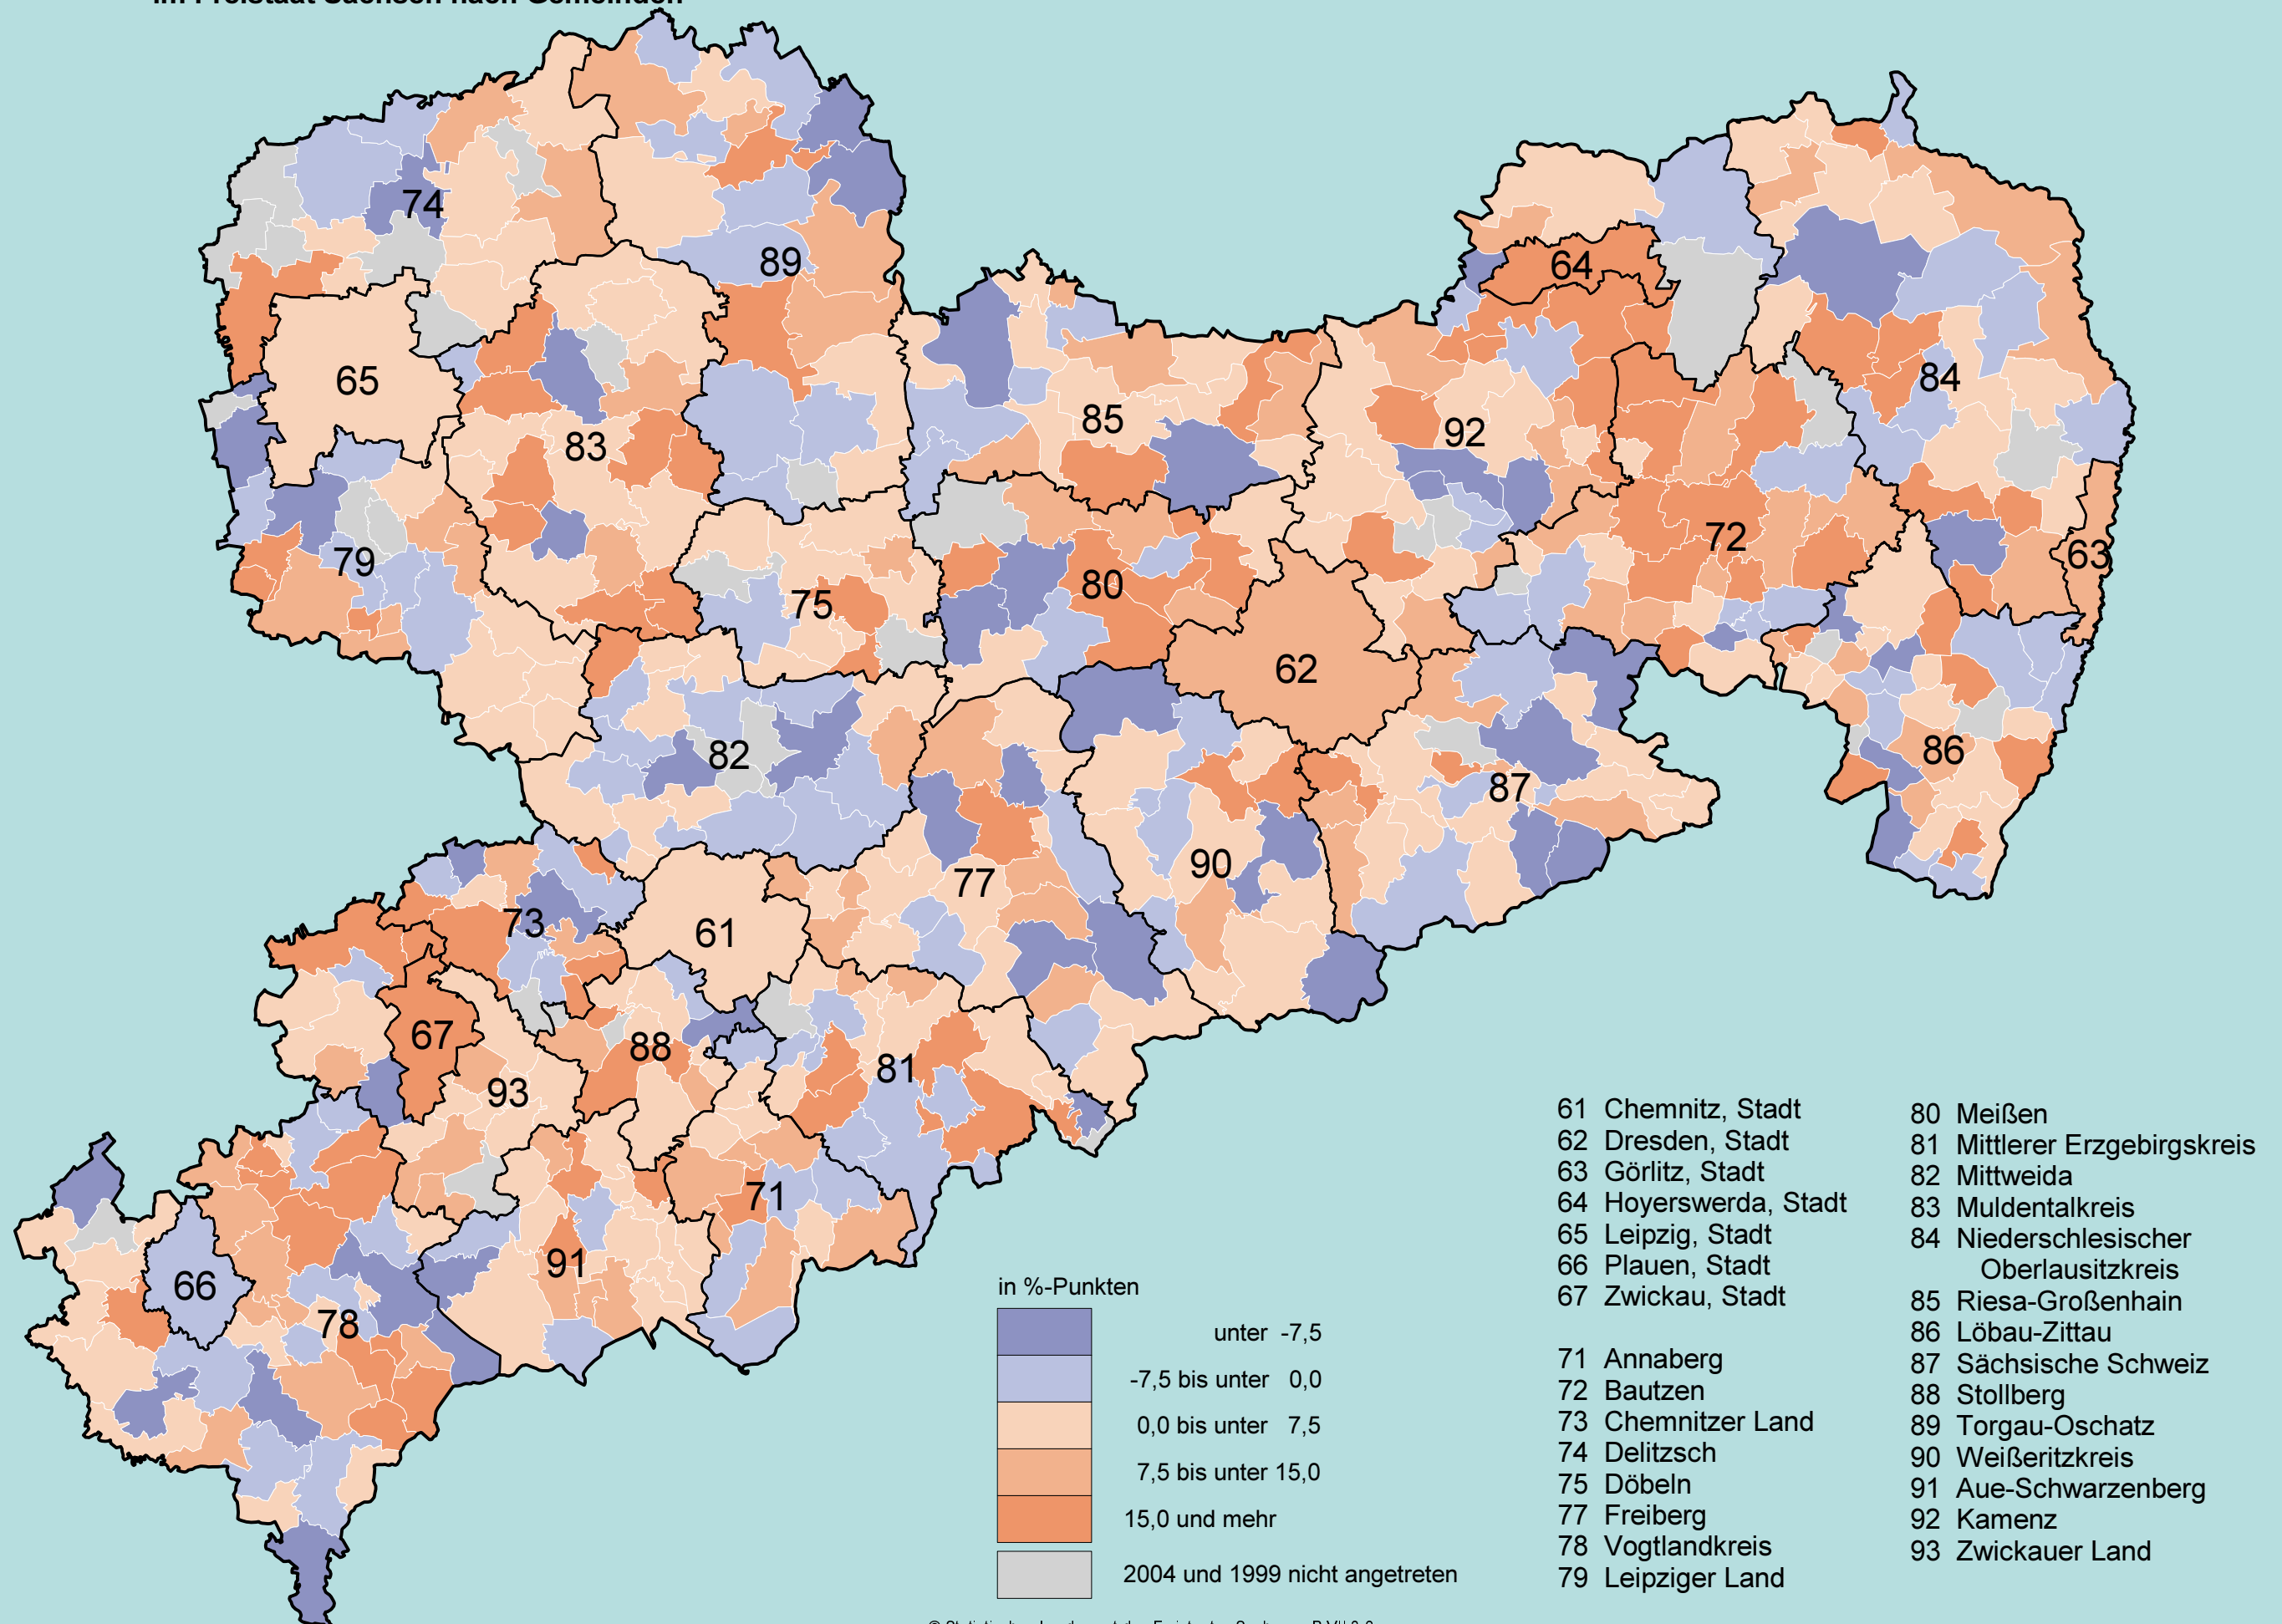 im Freistaat Sachsen nach Gemeinden
74
89
64
65
84
85
83
92
72
63
79
80
75
62
86
82
87
90
77
73
61
67
88
81
93
71
91
66
78
in %-Punkten
unter -7,5
-7,5 bis unter 0,0
0,0 bis unter 7,5
7,5 bis unter 15,0
15,0 und mehr
2004 und 1999 nicht angetreten
61 Chemnitz, Stadt
62 Dresden, Stadt
63 Görlitz, Stadt
64 Hoyerswerda, Stadt
65 Leipzig, Stadt
66 Plauen, Stadt
67 Zwickau, Stadt
71 Annaberg
72 Bautzen
73 Chemnitzer Land
74 Delitzsch
75 Döbeln
77 Freiberg
78 Vogtlandkreis
79 Leipziger Land
80 Meißen
81 Mittlerer Erzgebirgskreis
82 Mittweida
83 Muldentalkreis
84 Niederschlesischer
Oberlausitzkreis
85 Riesa-Großenhain
86 Löbau-Zittau
87 Sächsische Schweiz
88 Stollberg
89 Torgau-Oschatz
90 Weißeritzkreis
91 Aue-Schwarzenberg
92 Kamenz
93 Zwickauer Land